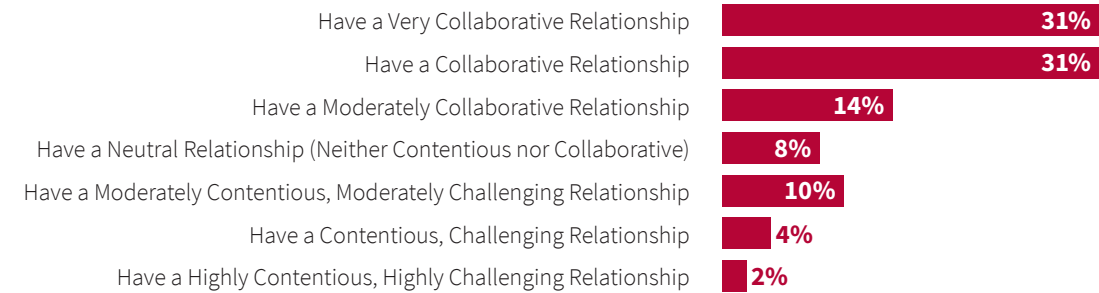 Have a Very Collaborative Relationship 31%
Have a Collaborative Relationship 31%
Have a Moderately Collaborative Relationship 14%
Have a Neutral Relationship (Neither Contentious nor Collaborative) 8%
Have a Moderately Contentious, Moderately Challenging Relationship 10%
Have a Contentious, Challenging Relationship 4%
Have a Highly Contentious, Highly Challenging Relationship 2%